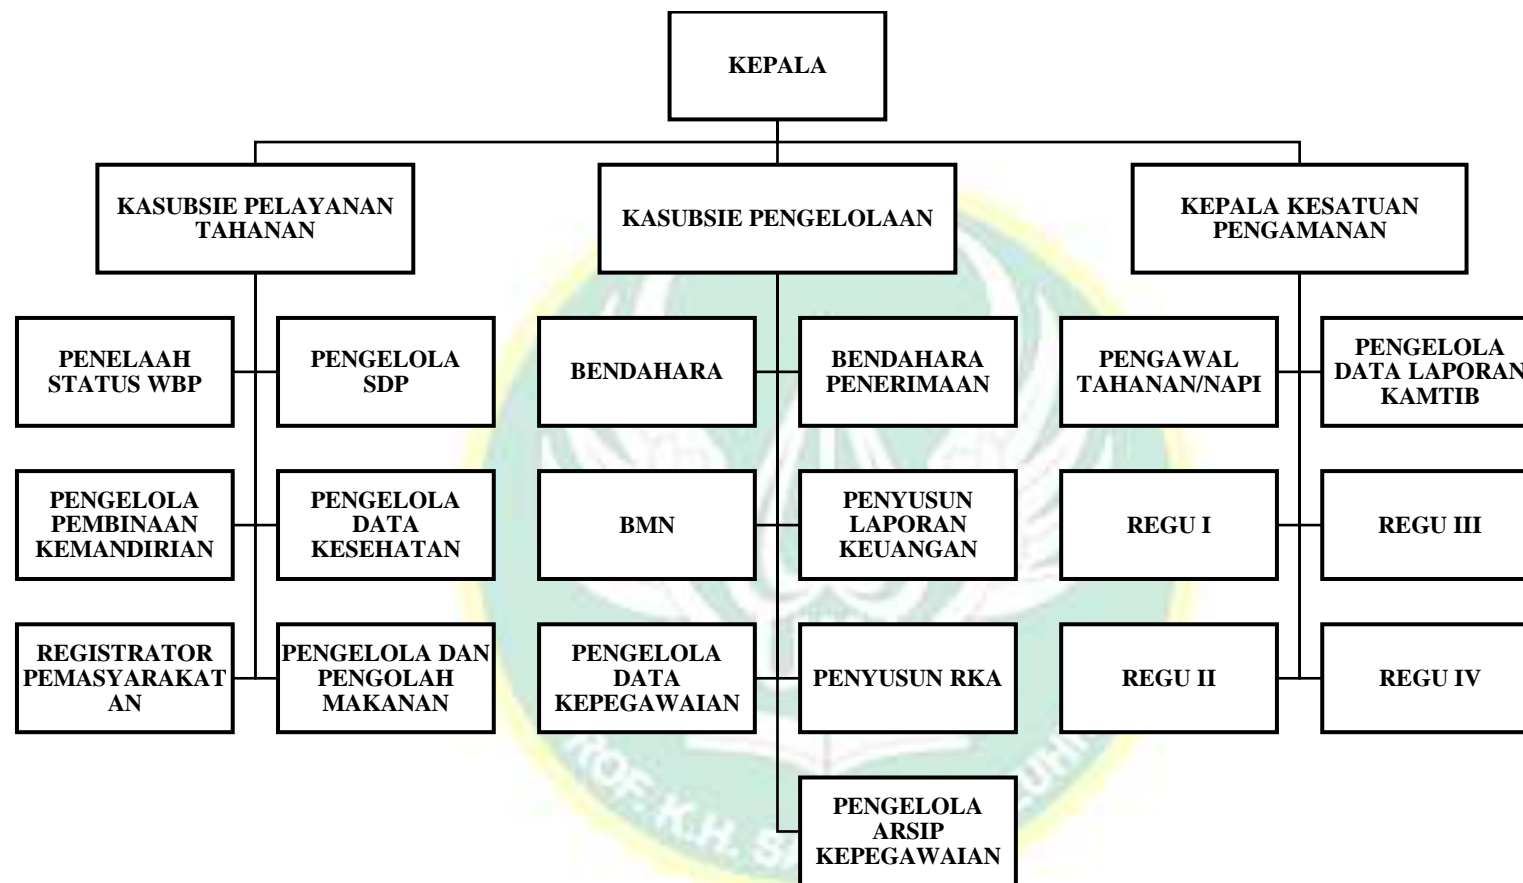 KEPALA
KASUBSIE PELAYANAN
TAHANAN
KASUBSIE PENGELOLAAN
KEPALA KESATUAN
PENGAMANAN
PENELAAH
STATUS WBP
PENGELOLA
SDP
BENDAHARA
BENDAHARA
PENERIMAAN
PENGAWAL
TAHANAN/NAPI
PENGELOLA
DATA LAPORAN
KAMTIB
PENGELOLA
PEMBINAAN
KEMANDIRIAN
PENGELOLA
DATA
KESEHATAN
BMN
PENYUSUN
LAPORAN
KEUANGAN
REGU I
REGU III
REGISTRATOR
PEMASYARAKAT
AN
PENGELOLA DAN
PENGOLAH
MAKANAN
PENGELOLA
DATA
KEPEGAWAIAN
PENYUSUN RKA
REGU II
REGU IV
PENGELOLA
ARSIP
KEPEGAWAIAN
PROF. K.H.